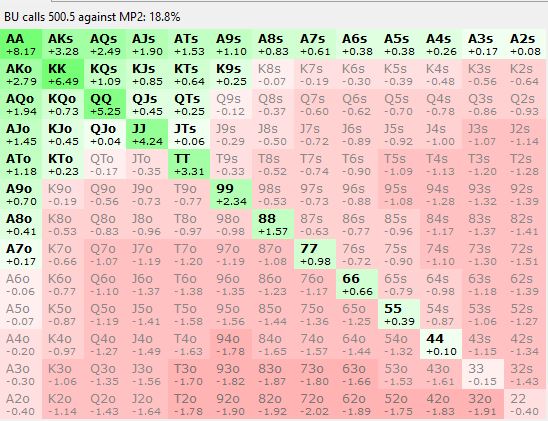 BU calls 500.5 against MP2: 18.8%
AA AKs AQs AJs ATs A9s A8s A7s A6s A5s A4s A3s A2s
+8.17 +3.28 +2.49 +1.90 +1.53 +1.10 +0.83 +0.61 +0.38 +0.38 +0.26 +0.17 +0.08
AKo KK KQs KJs KTs K9s K8s K7s K6s K5s K4s K3s K2s
+2.79 +6.49 +1.09 +0.85 +0.64 +0.25 -0.07 -0.19 -0.30 -0.39 -0.48 -0.56 -0.64
AQo KQo QQ QJs QTs Q9s Q8s Q7s Q6s Q5s Q4s Q3s Q2s
+1.94 +0.73 +5.25 +0.45 +0.25 -0.12 -0.37 -0.60 -0.62 -0.70 -0.78 -0.86 -0.93
AJo KJo QJo JJ JTs J9s J8s J7s J6s J5s J4s J3s J2s
+1.45 +0.45 +0.04 +4.24 +0.06 -0.29 -0.50 -0.72 -0.89 -0.92 -1.00 -1.07 -1.14
ATo KTo QTo JTo TT T9s T8s T7s T6s T5s T4s T3s T2s
+1.18 +0.23 -0.17 -0.35 +3.31 -0.33 -0.52 -0.74 -0.90 -1.09 -1.13 -1.20 -1.28
A9o K9o Q9o J9o T9o 99 98s 97s 96s 95s 94s 93s 92s
+0.70 -0.19 -0.56 -0.73 -0.77 +2.34 -0.53 -0.73 -0.88 -1.08 -1.28 -1.32 -1.39
A8o K8o Q8o J8o T8o 98o 88 87s 86s 85s 84s 83s 82s
+0.41 -0.53 -0.83 -0.96 -0.97 -0.98 +1.57 -0.63 -0.77 -0.96 -1.17 -1.37 -1.41
A7o K7o Q7o J7o T7o 97o 87o 77 76s 75s 74s 73s 72s
+0.17 -0.66 -1.07 -1.19 -1.20 -1.19 -1.08 +0.98 -0.72 -0.90 -1.10 -1.30 -1.51
A6o K6o Q6o J6o T6o 96o 86o 76o 66 65s 64s 63s 62s
-0.06 -0.77 -1.10 -1.37 -1.38 -1.35 -1.23 -1.17 +0.66 -0.79 -0.98 -1.18 -1.39
A5o K5o Q5o J5o T5o 95o 85o 75o 65o 55 54s 53s 52s
-0.07 -0.87 -1.19 -1.41 -1.58 -1.56 -1.44 -1.36 -1.25 +0.39 -0.87 -1.06 -1.27
A4o K4o Q4o J4o T4o 94o 84o 74o 64o 54o 44 43s 42s
-0.20 -0.97 -1.27 -1.49 -1.63 -1.78 -1.65 -1.57 -1.44 -1.32 +0.10 -1.15 -1.34
A3o K3o Q3o J3o T3o 93o 83o 73o 63o 53o 43o 33 32s
-0.30 -1.06 -1.35 -1.56 -1.70 -1.82 -1.87 -1.80 -1.66 -1.53 -1.61 -0.15 -1.43
A2o K2o Q2o J2o T2o 92o 82o 72o 62o 52o 42o 32o 22
-0.40 -1.14 -1.43 -1.64 -1.78 -1.90 -1.92 -2.02 -1.89 -1.75 -1.83 -1.91 -0.40